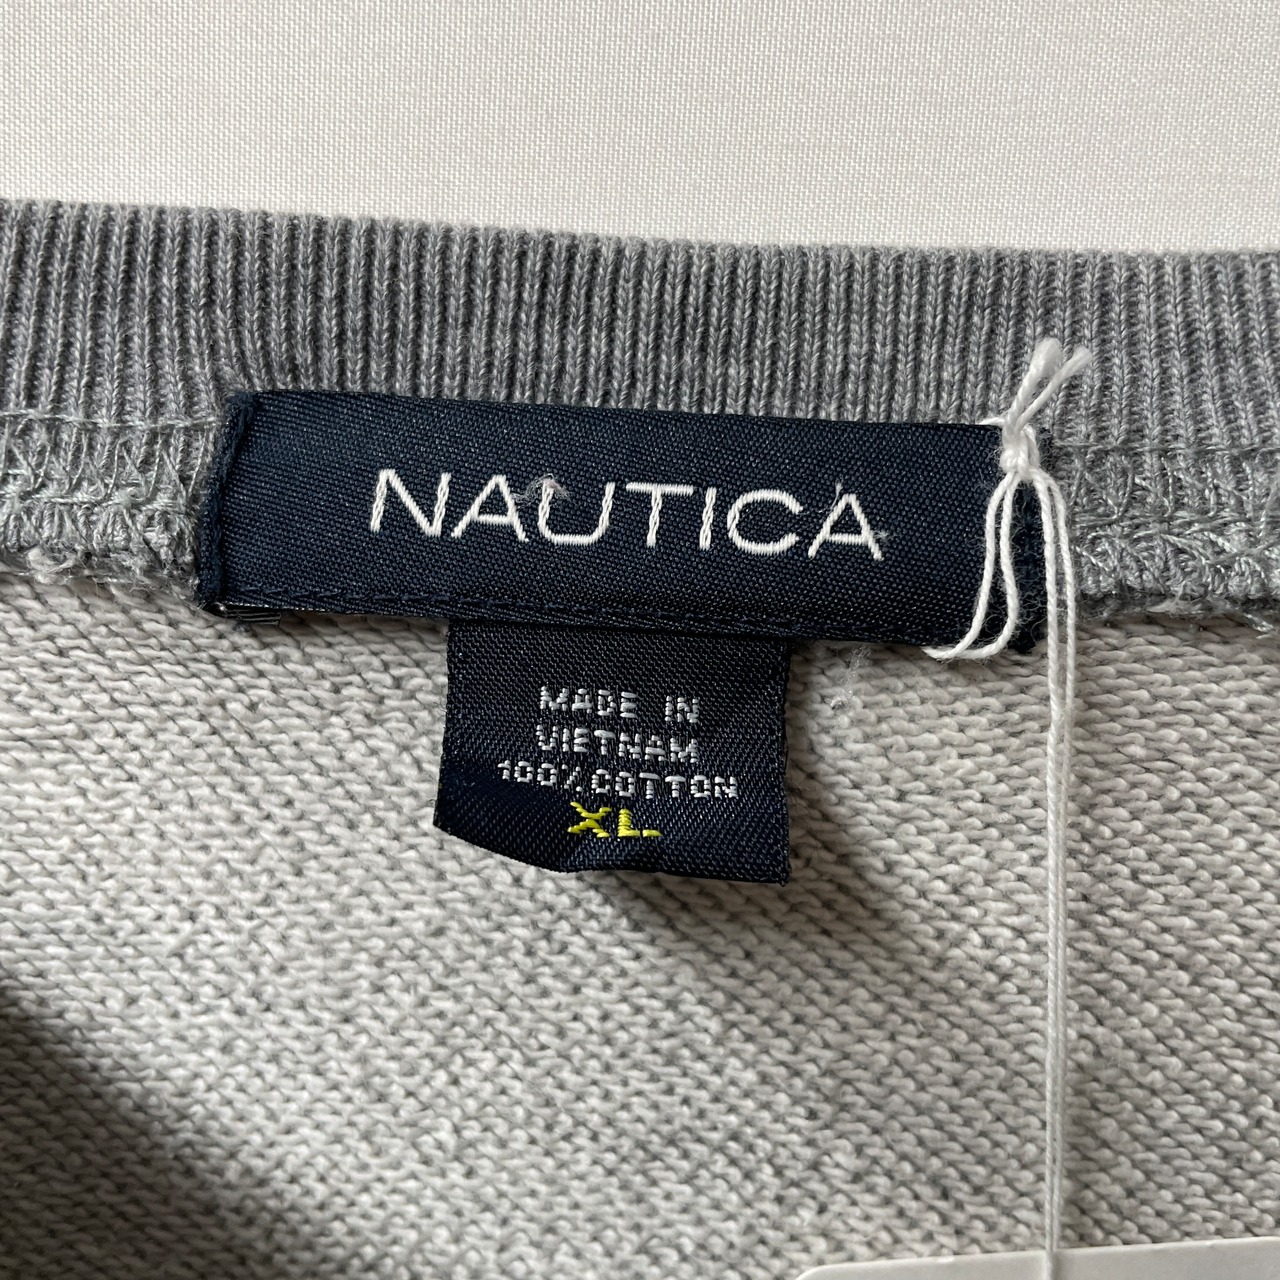 NAUTICA
MADE IN
VIETNAM
100% COTTON
XL